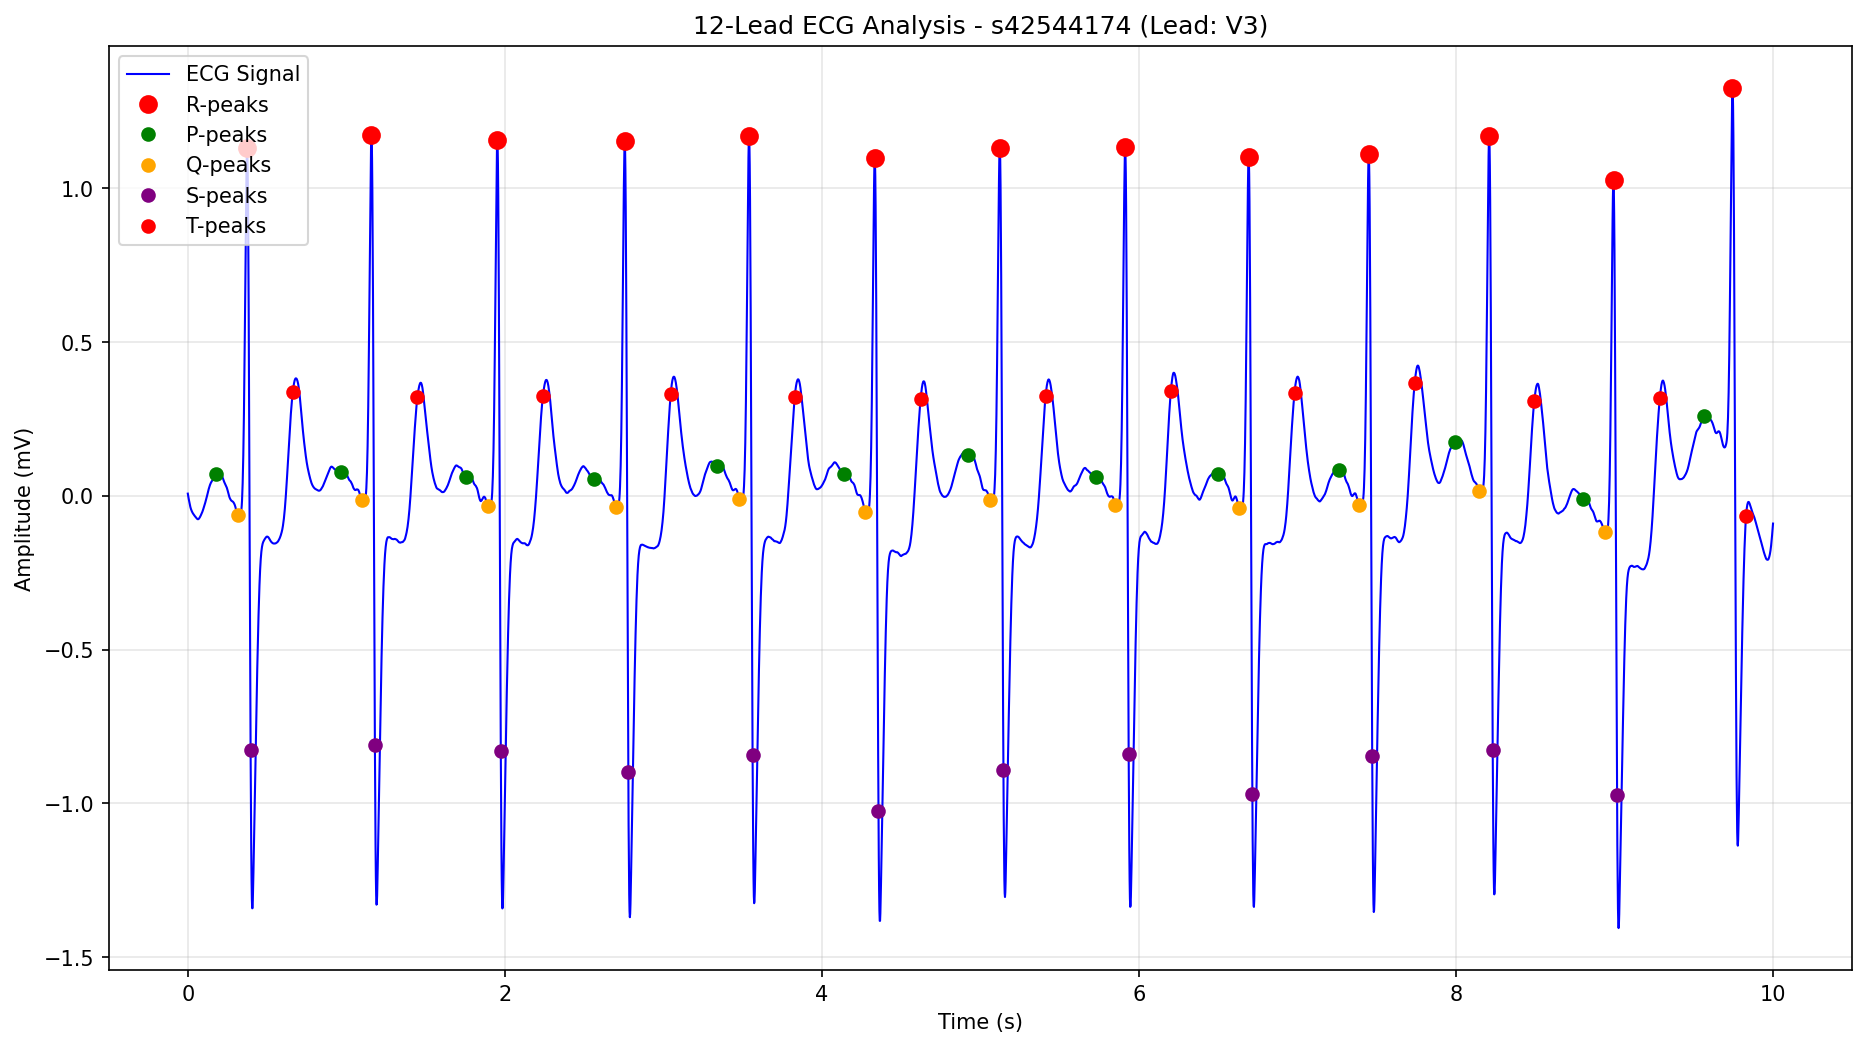 12-Lead ECG Analysis - s42544174 (Lead: V3)
ECG Signal
R-peaks
P-peaks
Q-peaks
S-peaks
T-peaks
Amplitude (mV)
1.0
0.5
0.0
−0.5
−1.0
−1.5
0 2 4 6 8 10
Time (s)